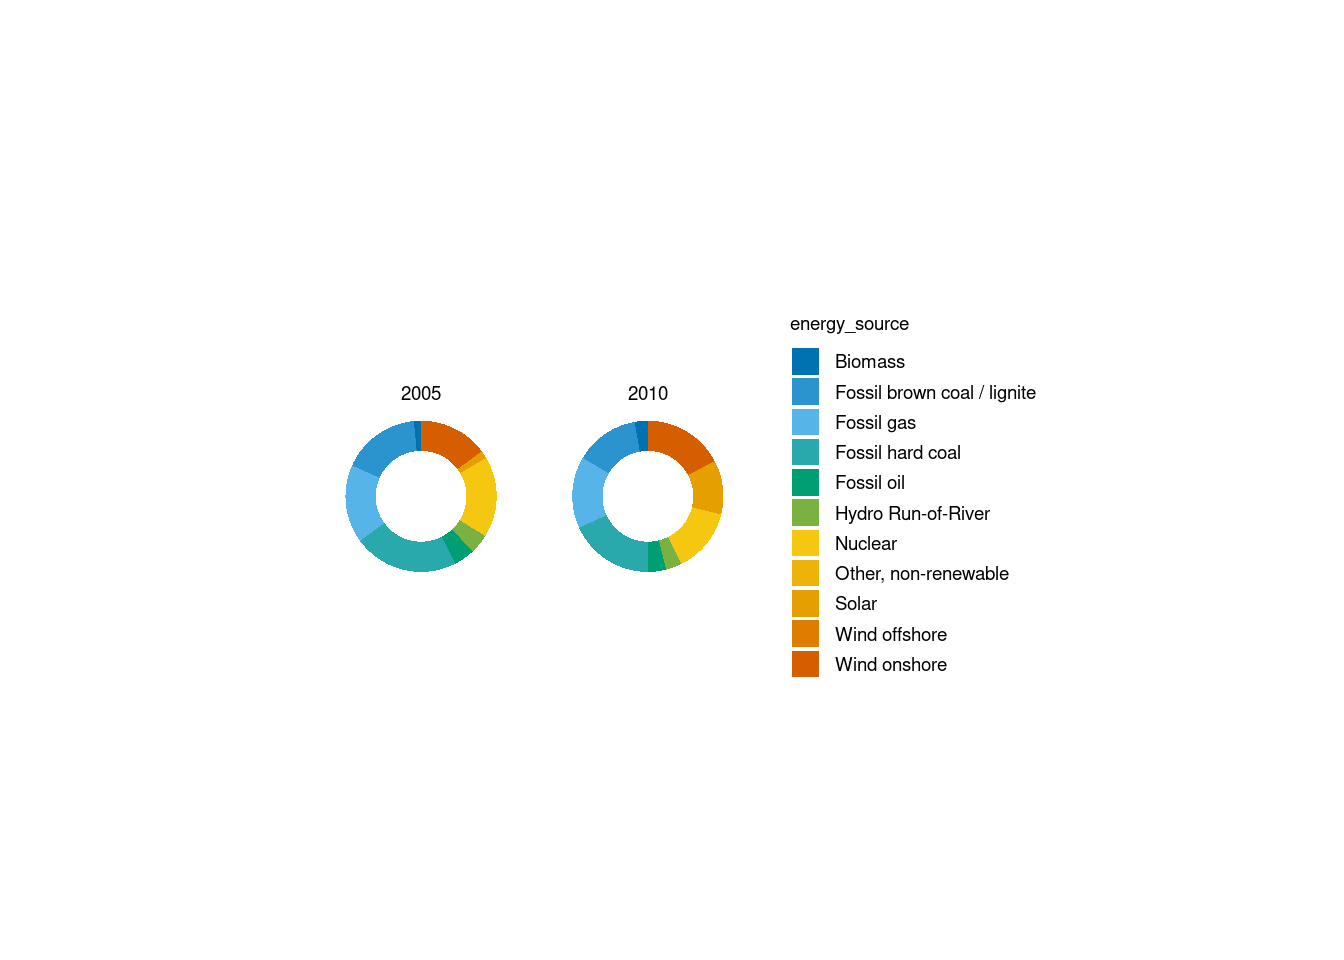 2005
2010
energy_source
Biomass
Fossil brown coal / lignite
Fossil gas
Fossil hard coal
Fossil oil
Hydro Run-of-River
Nuclear
Other, non-renewable
Solar
Wind offshore
Wind onshore